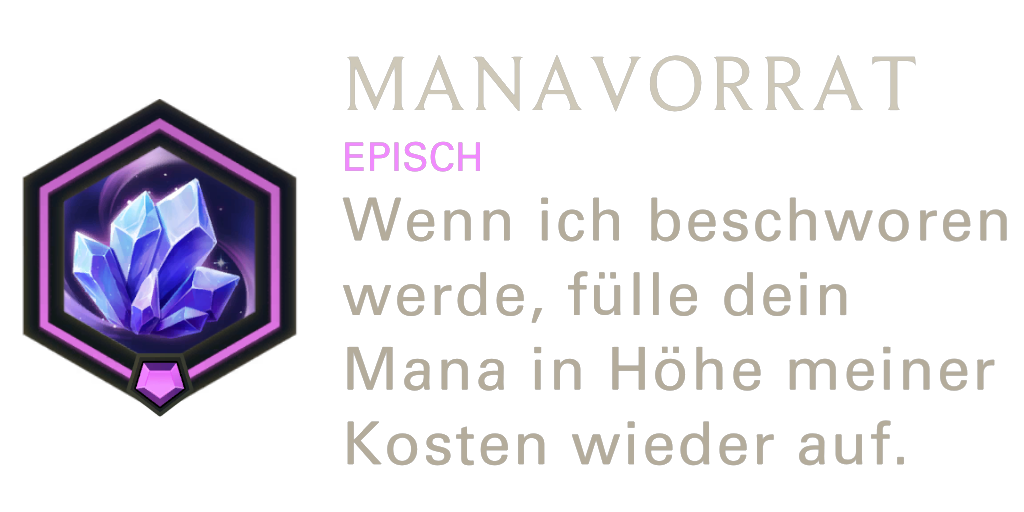 MANAVORRAT
EPISCH
Wenn ich beschworen
werde, fülle dein
Mana in Höhe meiner
Kosten wieder auf.